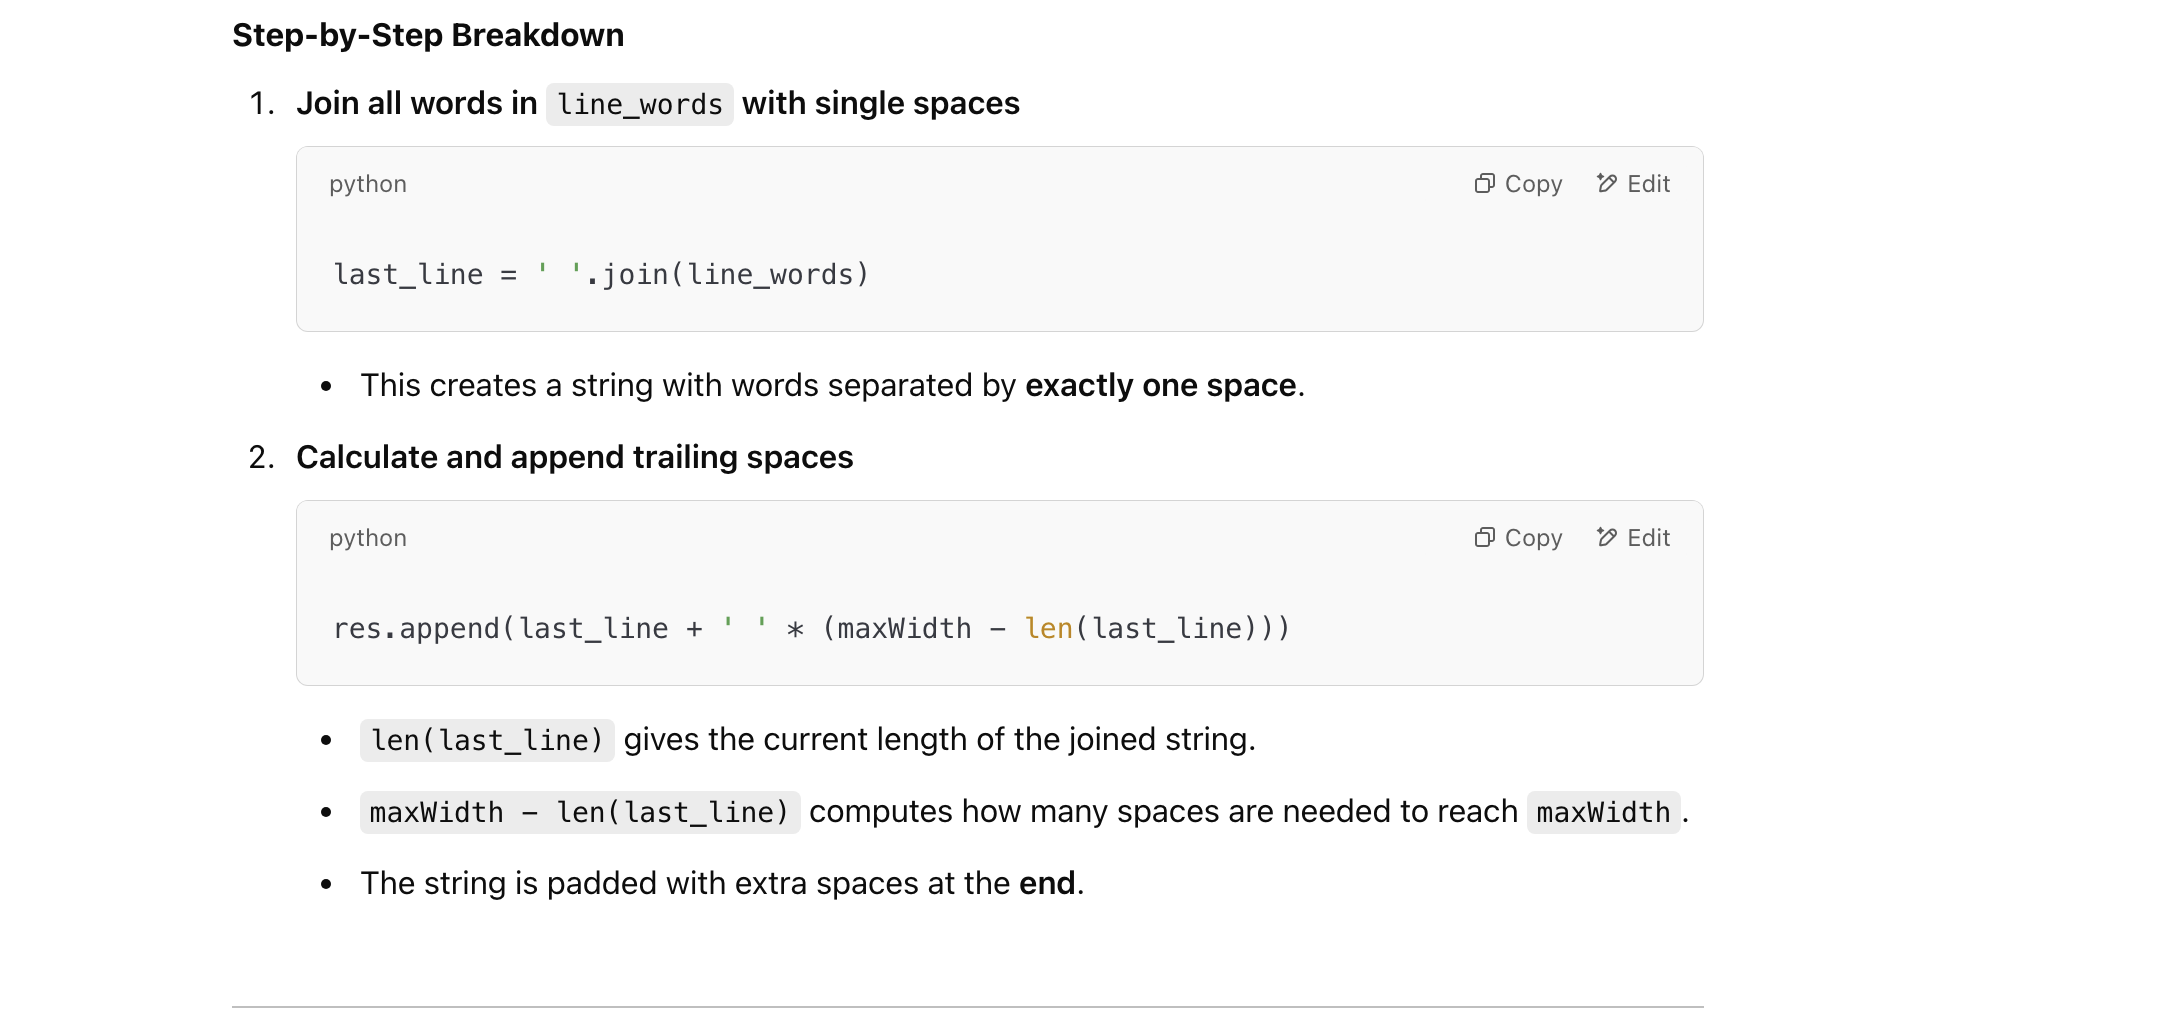 Step-by-Step Breakdown
1. Join all words in line_words with single spaces
python Copy Edit
last_line = ' '.join(line_words)
• This creates a string with words separated by exactly one space.
2. Calculate and append trailing spaces
python Copy Edit
res.append(last_line + ' ' * (maxWidth - len(last_line)))
• len(last_line) gives the current length of the joined string.
• maxWidth - len(last_line) computes how many spaces are needed to reach maxWidth.
• The string is padded with extra spaces at the end.